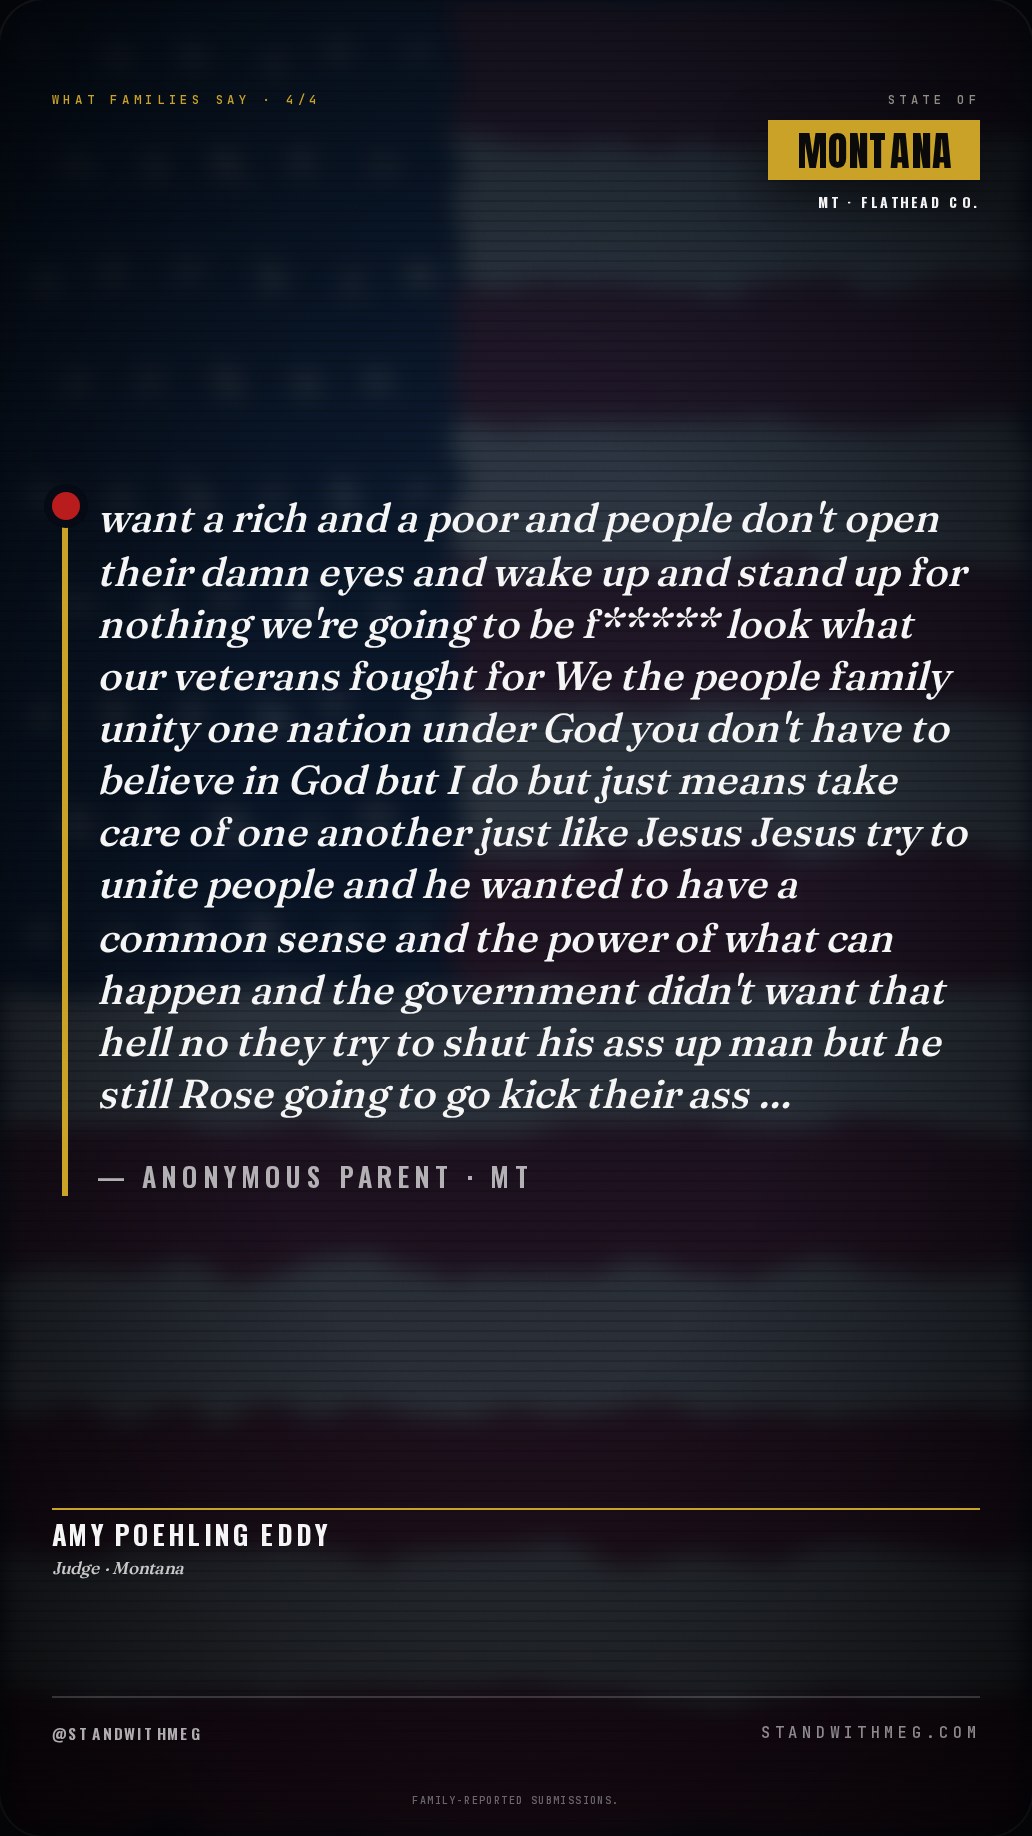 WHAT FAMILIES SAY · 4/4
STATE OF
MONTANA
MT · FLATHEAD CO.
want a rich and a poor and people don't open
their damn eyes and wake up and stand up for
nothing we're going to be f***** look what
our veterans fought for We the people family
unity one nation under God you don't have to
believe in God but I do but just means take
care of one another just like Jesus Jesus try to
unite people and he wanted to have a
common sense and the power of what can
happen and the government didn't want that
hell no they try to shut his ass up man but he
still Rose going to go kick their ass ...
— ANONYMOUS PARENT · MT
AMY POEHLING EDDY
Judge · Montana
@STANDWITHMEG
STANDWITHMEG.COM
FAMILY-REPORTED SUBMISSIONS.